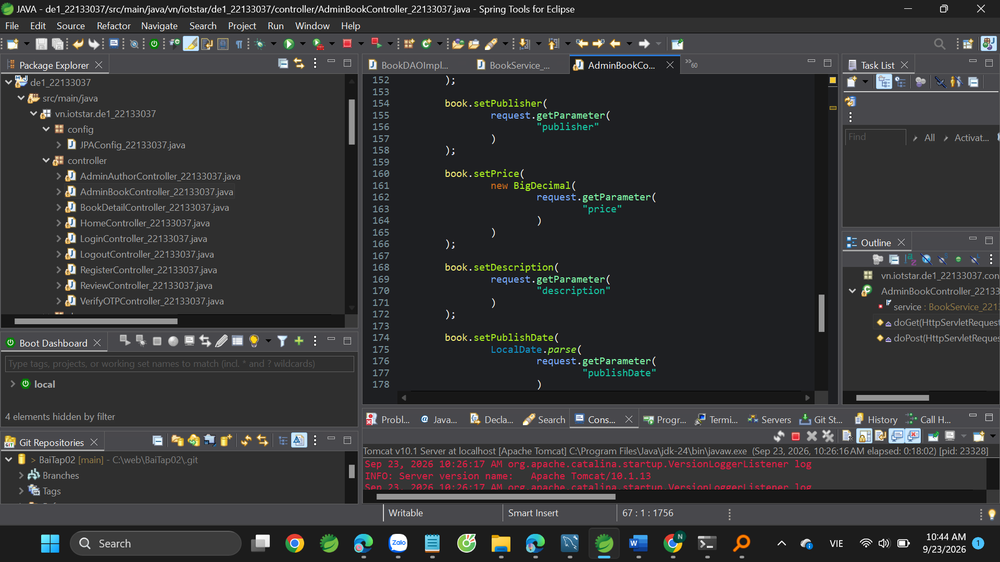 JAVA - de1_22133037/src/main/java/vn/iotstar/de1_22133037/controller/AdminBookController_22133037.java - Spring Tools for Eclipse
File Edit Source Refactor Navigate Search Project Run Window Help
Package Explorer
de1_22133037
src/main/java
vn.iotstar.de1_22133037
config
JPAConfig_22133037.java
controller
AdminAuthorController_22133037.java
AdminBookController_22133037.java
BookDetailController_22133037.java
HomeController_22133037.java
LoginController_22133037.java
LogoutController_22133037.java
RegisterController_22133037.java
ReviewController_22133037.java
VerifyOTPController_22133037.java
Boot Dashboard
Type tags, projects, or working set names to match (incl. * and ? wildcards)
local
4 elements hidden by filter
Git Repositories
> BaiTap02 [main] - C:\web\BaiTap02\.git
Branches
Tags
BookDAOImpl...
BookService_...
AdminBookCo...
»60
152 );
153
154 book.setPublisher(
155 request.getParameter(
156 "publisher"
157 )
158 );
159
160 book.setPrice(
161 new BigDecimal(
162 request.getParameter(
163 "price"
164 )
165 )
166 );
167
168 book.setDescription(
169 request.getParameter(
170 "description"
171 )
172 );
173
174 book.setPublishDate(
175 LocalDate.parse(
176 request.getParameter(
177 "publishDate"
178 )
Task List
Find
All
Activat...
Outline
vn.iotstar.de1_22133037.con
AdminBookController_22133
service : BookService_221
doGet(HttpServletRequest
doPost(HttpServletReques
Probl... Java... Decla... Search Cons... Progr... Termi... Servers Git St... History Call H...
Tomcat v10.1 Server at localhost [Apache Tomcat] C:\Program Files\Java\jdk-24\bin\javaw.exe (Sep 23, 2026, 10:26:16 AM elapsed: 0:18:02) [pid: 23328]
Sep 23, 2026 10:26:17 AM org.apache.catalina.startup.VersionLoggerListener log
INFO: Server version name: Apache Tomcat/10.1.13
Sep 23, 2026 10:26:17 AM org.apache.catalina.startup.VersionLoggerListener log
Writable
Smart Insert
67 : 1 : 1756
Search
Zalo
N
VIE
10:44 AM
9/23/2026
1